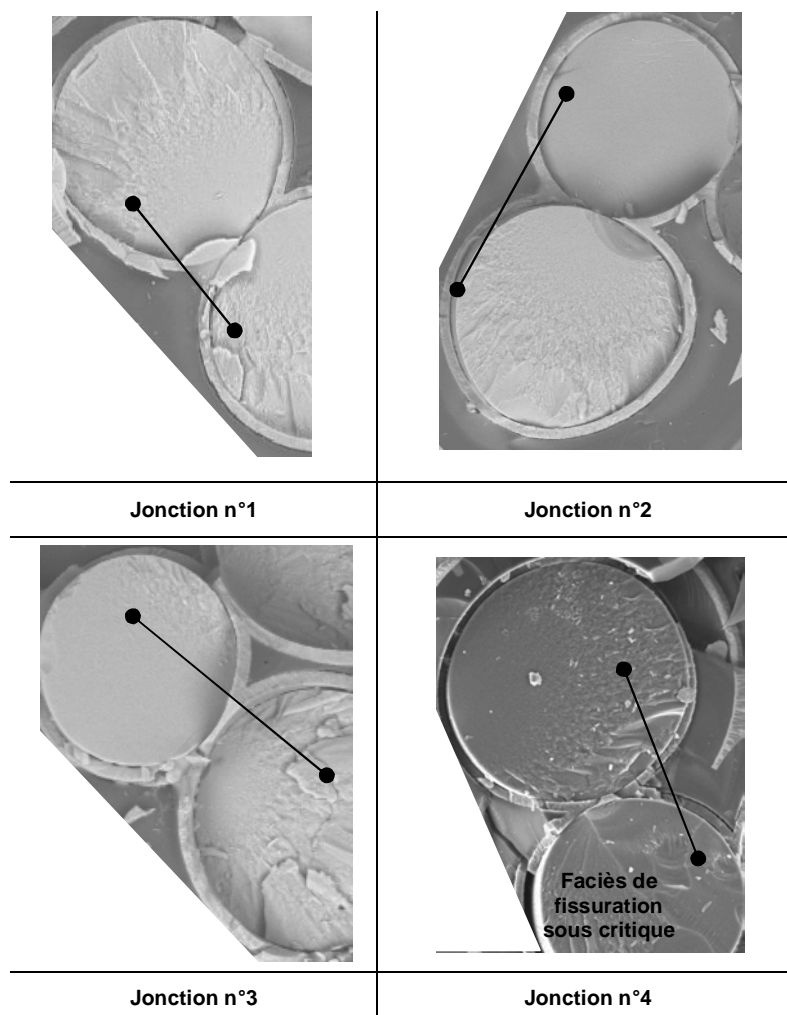 Jonction n°1
Jonction n°2
Faciès de
fissuration
sous critique
Jonction n°3
Jonction n°4